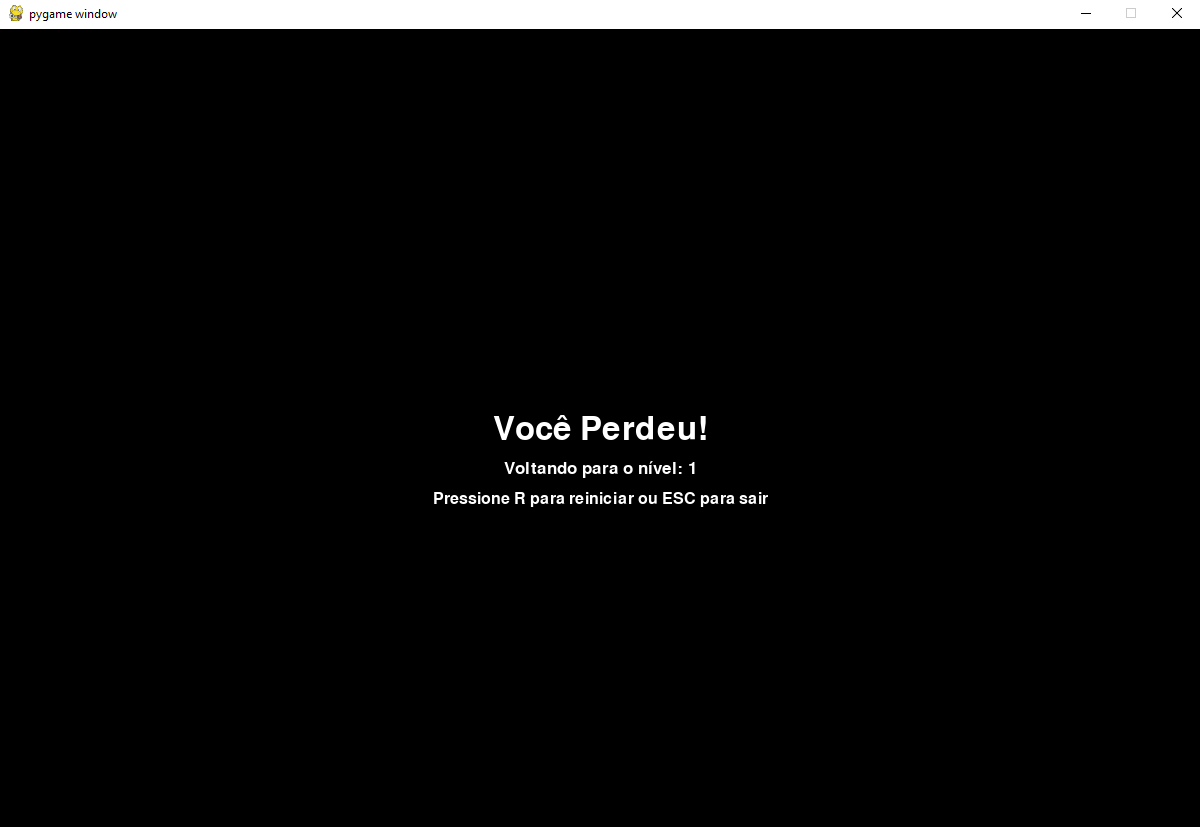 pygame window
Você Perdeu!
Voltando para o nível: 1
Pressione R para reiniciar ou ESC para sair